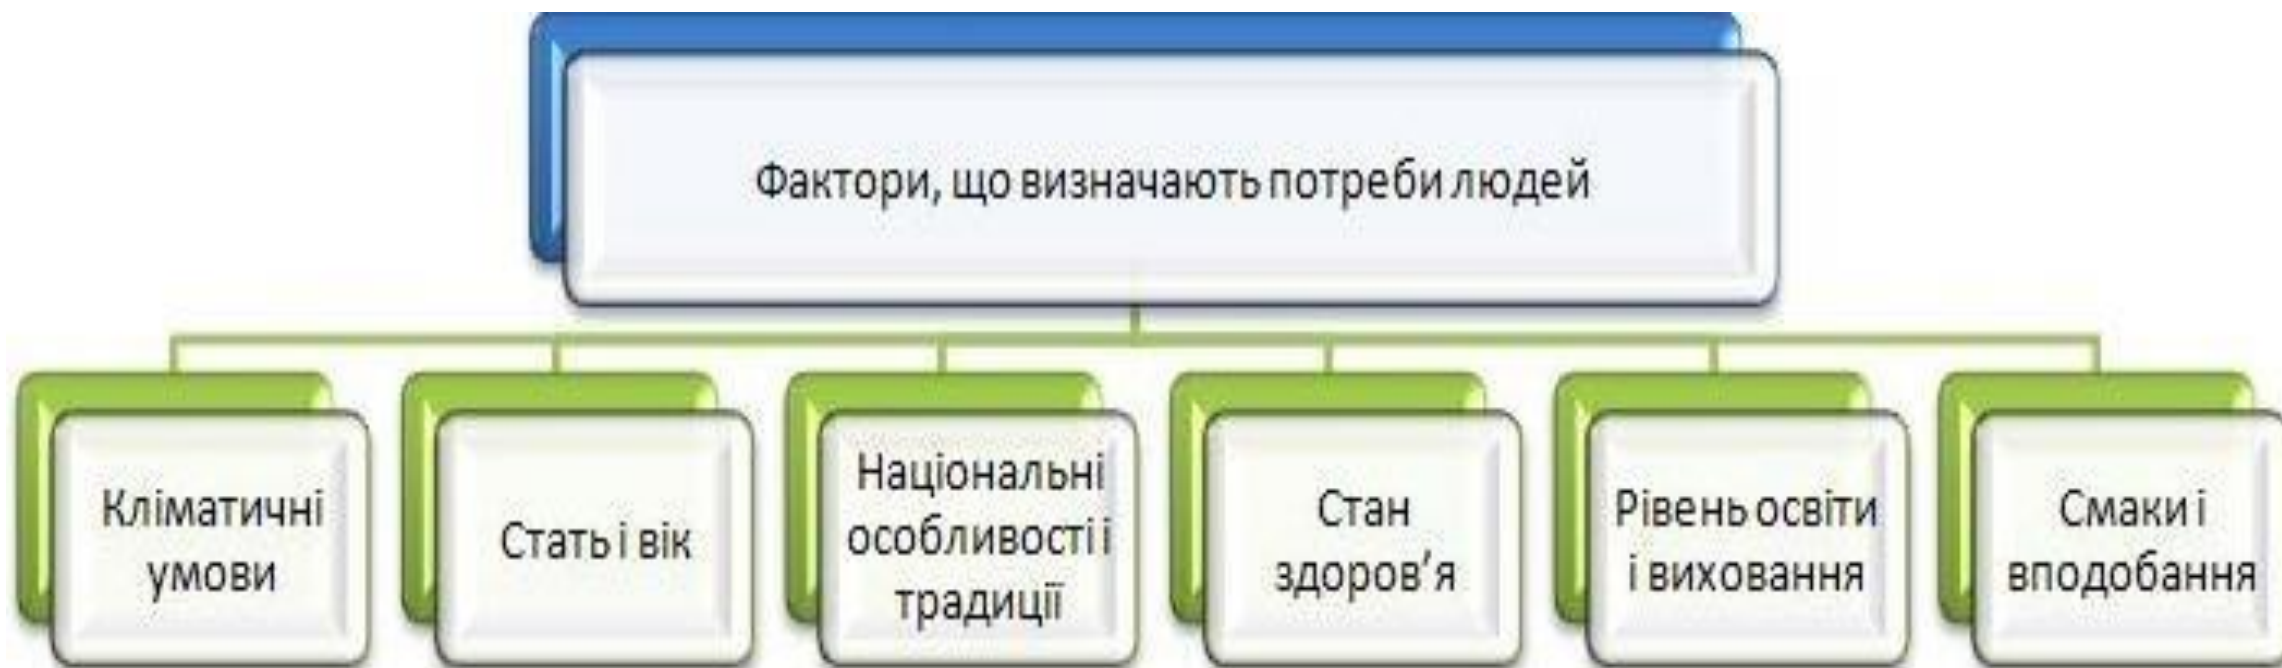 Фактори, що визначають потреби людей
Кліматичні
умови
Стать і вік
Національні
особливості і
традиції
Стан
здоров’я
Рівень освіти
і виховання
Смаки і
вподобання